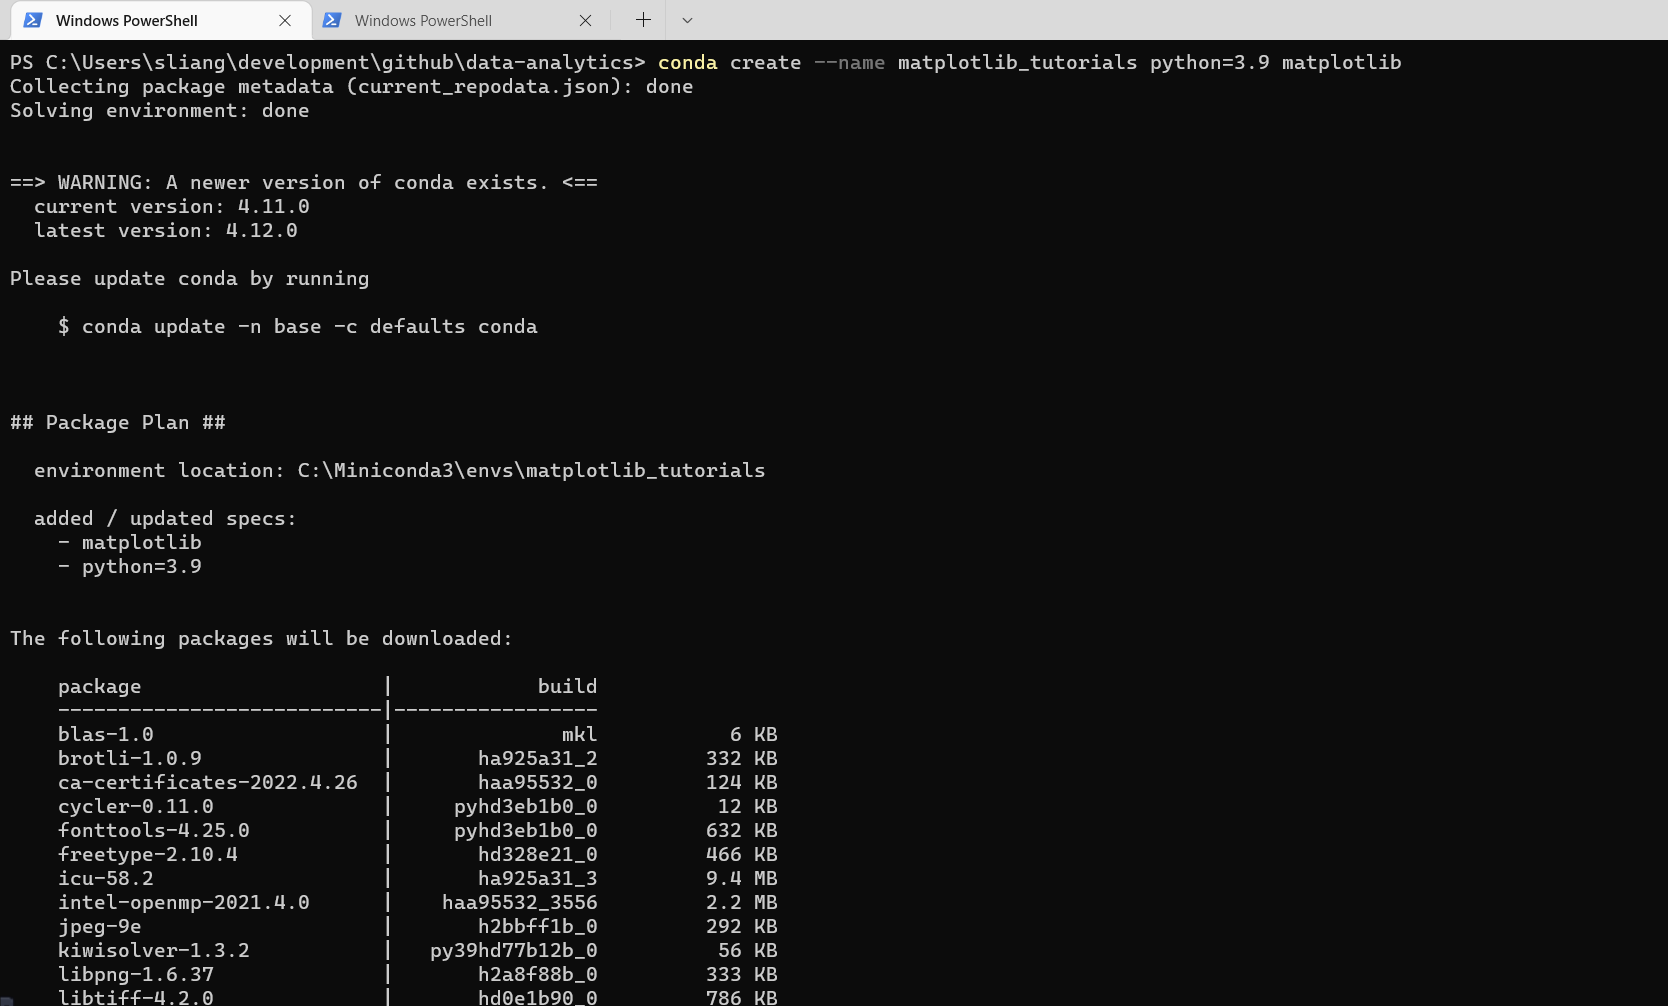 Windows PowerShell
Windows PowerShell
PS C:\Users\sliang\development\github\data-analytics> conda create --name matplotlib_tutorials python=3.9 matplotlib
Collecting package metadata (current_repodata.json): done
Solving environment: done
==> WARNING: A newer version of conda exists. <==
  current version: 4.11.0
  latest version: 4.12.0
Please update conda by running
    $ conda update -n base -c defaults conda
## Package Plan ##
  environment location: C:\Miniconda3\envs\matplotlib_tutorials
  added / updated specs:
    - matplotlib
    - python=3.9
The following packages will be downloaded:
    package                    |            build
    ---------------------------|-----------------
    blas-1.0                   |              mkl           6 KB
    brotli-1.0.9               |       ha925a31_2         332 KB
    ca-certificates-2022.4.26  |       haa95532_0         124 KB
    cycler-0.11.0              |     pyhd3eb1b0_0          12 KB
    fonttools-4.25.0           |     pyhd3eb1b0_0         632 KB
    freetype-2.10.4            |       hd328e21_0         466 KB
    icu-58.2                   |       ha925a31_3         9.4 MB
    intel-openmp-2021.4.0      |    haa95532_3556         2.2 MB
    jpeg-9e                    |       h2bbff1b_0         292 KB
    kiwisolver-1.3.2           |   py39hd77b12b_0          56 KB
    libpng-1.6.37              |       h2a8f88b_0         333 KB
    libtiff-4.2.0              |       hd0e1b90_0         786 KB